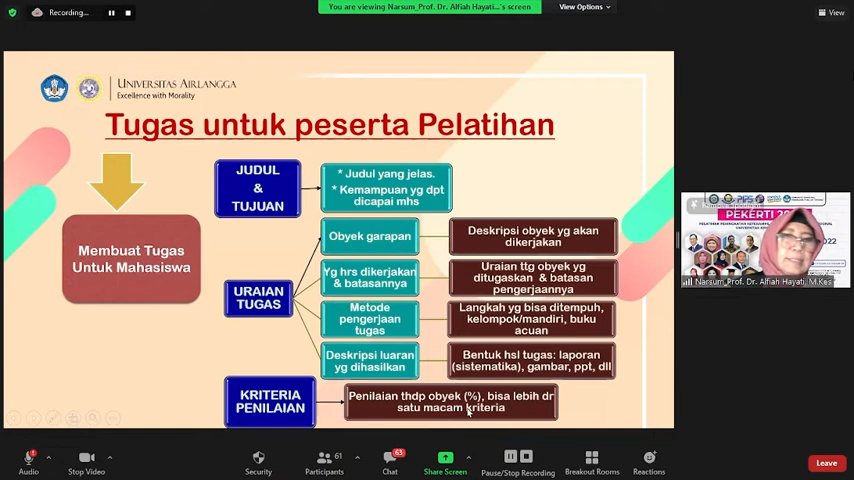 Recording...
You are viewing Narsum_Prof. Dr. Alfiah Hayati...'s screen
View Options
View
UNIVERSITAS AIRLANGGA
Excellence with Morality
Tugas untuk peserta Pelatihan
Membuat Tugas
Untuk Mahasiswa
JUDUL
&
TUJUAN
* Judul yang jelas.
* Kemampuan yg dpt
dicapai mhs
URAIAN
TUGAS
Obyek garapan
Deskripsi obyek yg akan
dikerjakan
Yg hrs dikerjakan
& batasannya
Uraian ttg obyek yg
ditugaskan & batasan
pengerjaannya
Metode
pengerjaan
tugas
Langkah yg bisa ditempuh,
kelompok/mandiri, buku
acuan
Deskripsi luaran
yg dihasilkan
Bentuk hsl tugas: laporan
(sistematika), gambar, ppt, dll
KRITERIA
PENILAIAN
Penilaian thdp obyek (%), bisa lebih dr
satu macam kriteria
PIPS
PEKERTI 20
2022
Narsum_Prof. Dr. Alfiah Hayati, M.Kes
Audio
Stop Video
Security
61
Participants
63
Chat
Share Screen
Pause/Stop Recording
Breakout Rooms
Reactions
Leave